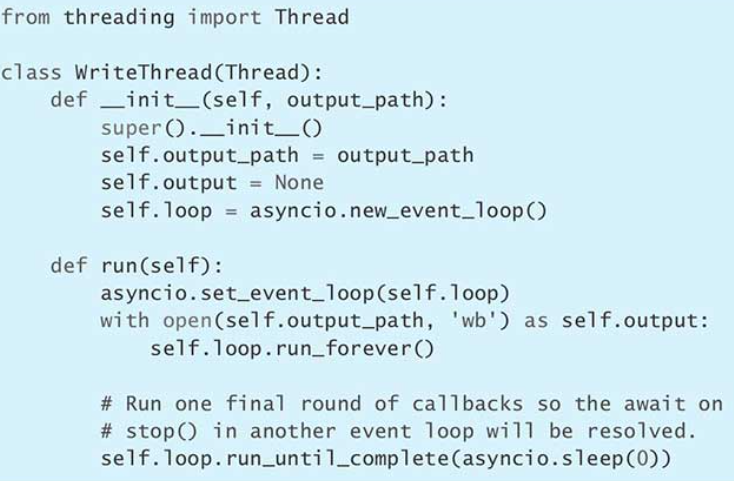 from threading import Thread
class WriteThread(Thread):
    def __init__(self, output_path):
        super().__init__()
        self.output_path = output_path
        self.output = None
        self.loop = asyncio.new_event_loop()
    def run(self):
        asyncio.set_event_loop(self.loop)
        with open(self.output_path, 'wb') as self.output:
            self.loop.run_forever()
        # Run one final round of callbacks so the await on
        # stop() in another event loop will be resolved.
        self.loop.run_until_complete(asyncio.sleep(0))